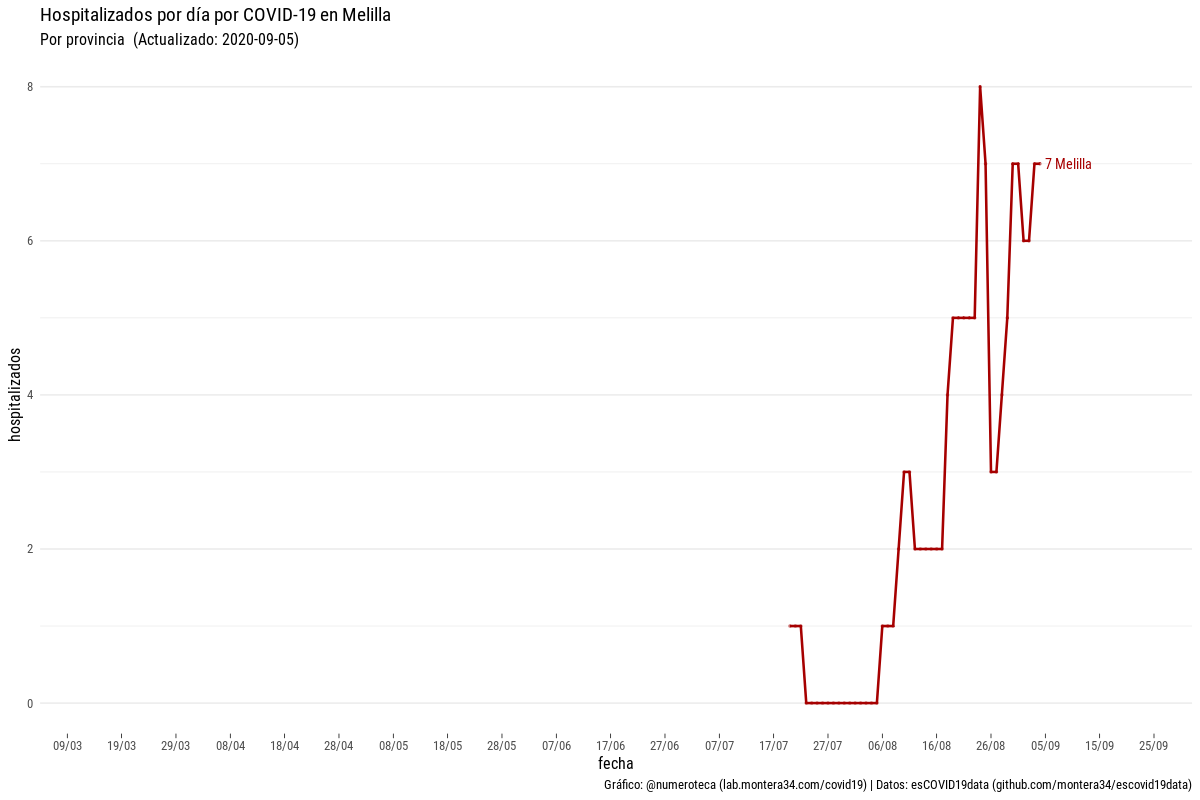 Hospitalizados por día por COVID-19 en Melilla
Por provincia  (Actualizado: 2020-09-05)
8
7 Melilla
6
hospitalizados
4
2
0
09/03 19/03 29/03 08/04 18/04 28/04 08/05 18/05 28/05 07/06 17/06 27/06 07/07 17/07 27/07 06/08 16/08 26/08 05/09 15/09 25/09
fecha
Gráfico: @numeroteca (lab.montera34.com/covid19) | Datos: esCOVID19data (github.com/montera34/escovid19data)